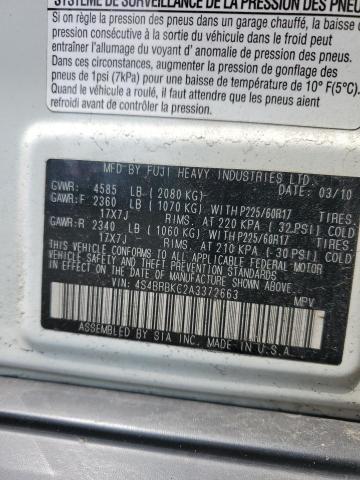 SYSTÈME DE SURVEILLANCE DE LA PRESSION DES PNEUS
Si on règle la pression des pneus dans un garage chauffé, la baisse de
pression consécutive à la sortie du véhicule dans le froid peut
entraîner l'allumage du voyant d' anomalie de pression des pneus.
Dans ces circonstances, augmenter la pression de gonflage des
pneus de 1psi (7kPa) pour une baisse de température de 10° F(5°C).
Quand le véhicule a roulé, il faut que les pneus aient
refroidi avant de contrôler la pression.
MFD BY FUJI HEAVY INDUSTRIES LTD.
GVWR: 4585 LB (2080 KG) DATE: 03/10
GAWR:F 2360 LB (1070 KG) WITH P225/60R17 TIRES
17X7J RIMS. AT 220 KPA (32 PSI) COLD
GAWR:R 2340 LB (1060 KG) WITH P225/60R17 TIRES
17X7J RIMS. AT 210 KPA (30 PSI) COLD
THIS VEHICLE CONFORMS TO ALL APPLICABLE FEDERAL MOTOR
VEHICLE SAFETY STANDARDS IN EFFECT ON THE DATE OF
MANUFACTURE SHOWN ABOVE.
VIN: 4S4BRBKC2A3372663 MPV
ASSEMBLED BY SIA INC. MADE IN U.S.A.